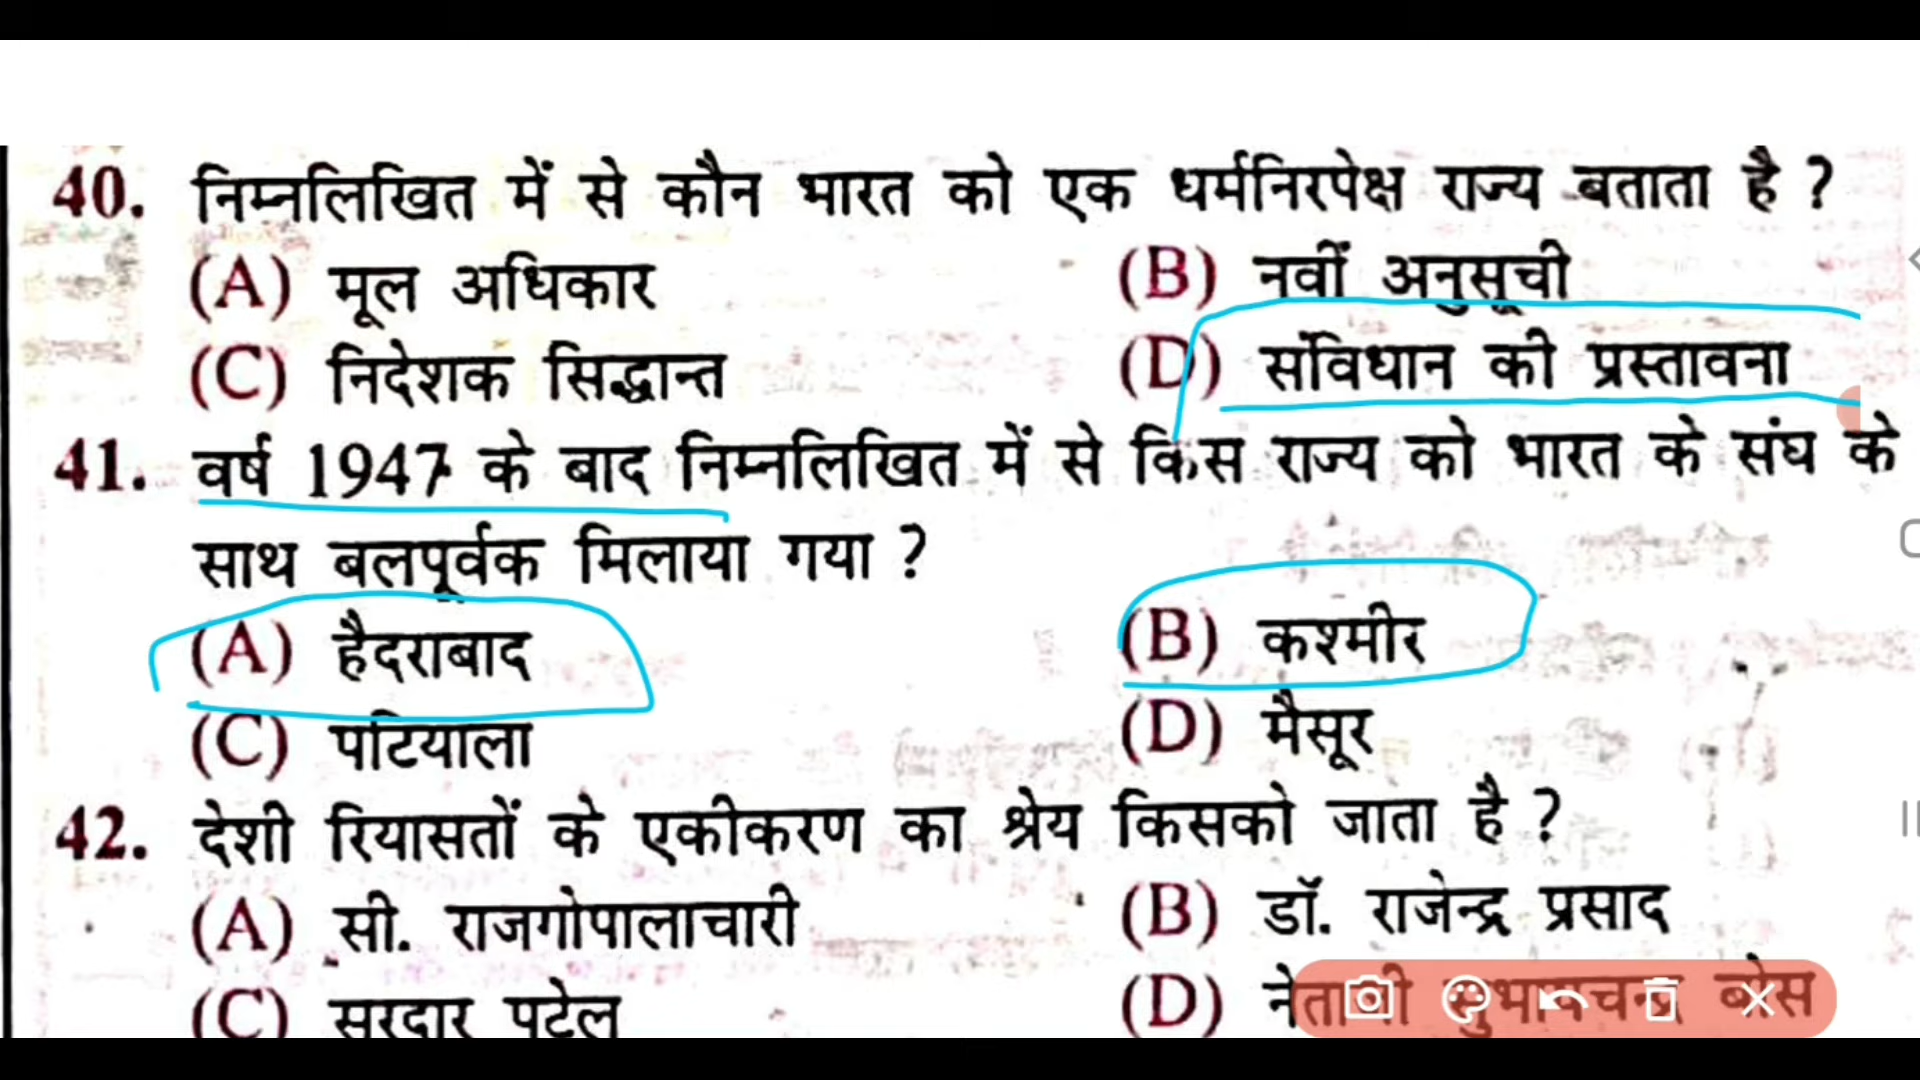 40. निम्नलिखित में से कौन भारत को एक धर्मनिरपेक्ष राज्य बताता है ?
(A) मूल अधिकार (B) नवीं अनुसूची
(C) निदेशक सिद्धान्त (D) संविधान की प्रस्तावना
41. वर्ष 1947 के बाद निम्नलिखित में से किस राज्य को भारत के संघ के
साथ बलपूर्वक मिलाया गया ?
(A) हैदराबाद (B) कश्मीर
(C) पटियाला (D) मैसूर
42. देशी रियासतों के एकीकरण का श्रेय किसको जाता है ?
(A) सी. राजगोपालाचारी (B) डॉ. राजेन्द्र प्रसाद
(C) सरदार पटेल (D) नेताजी सुभाषचन्द्र बोस